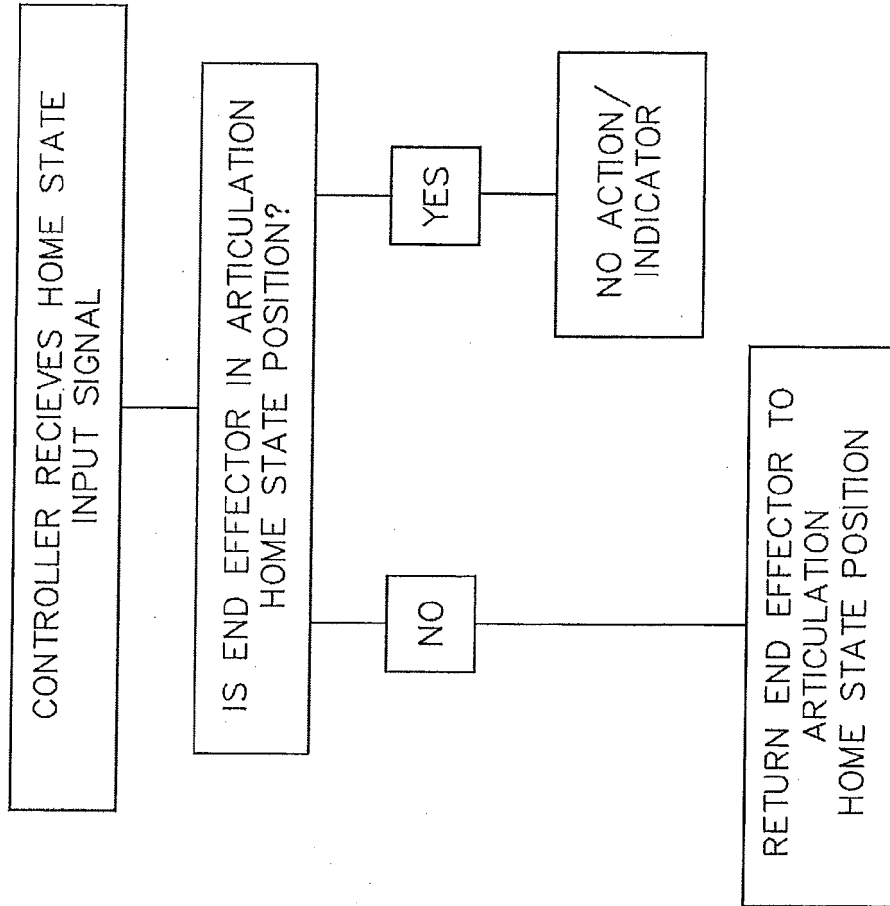 CONTROLLER RECIEVES HOME STATE
INPUT SIGNAL
IS END EFFECTOR IN ARTICULATION
HOME STATE POSITION?
NO
YES
RETURN END EFFECTOR TO
ARTICULATION
HOME STATE POSITION
NO ACTION/
INDICATOR